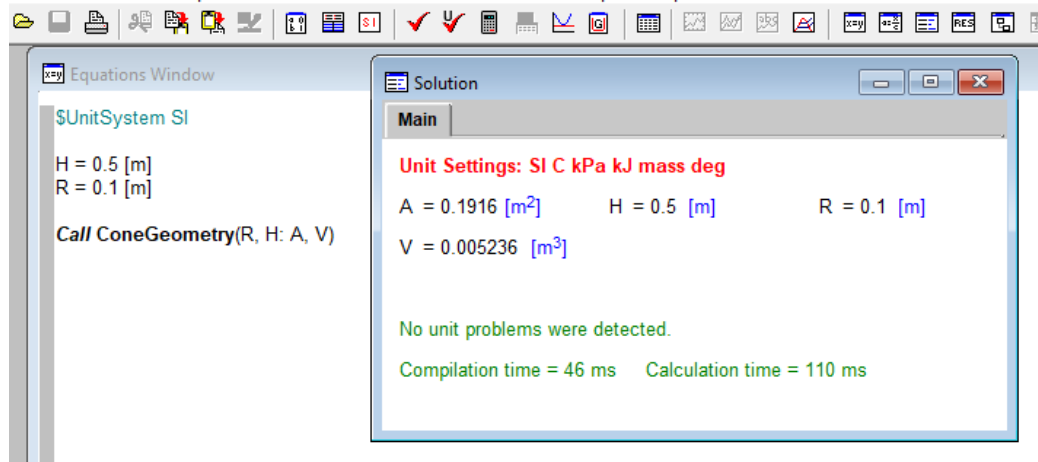 Equations Window
$UnitSystem SI
H = 0.5 [m]
R = 0.1 [m]
Call ConeGeometry(R, H: A, V)
Solution
Main
Unit Settings: SI C kPa kJ mass deg
A = 0.1916 [m²] H = 0.5 [m] R = 0.1 [m]
V = 0.005236 [m³]
No unit problems were detected.
Compilation time = 46 ms Calculation time = 110 ms